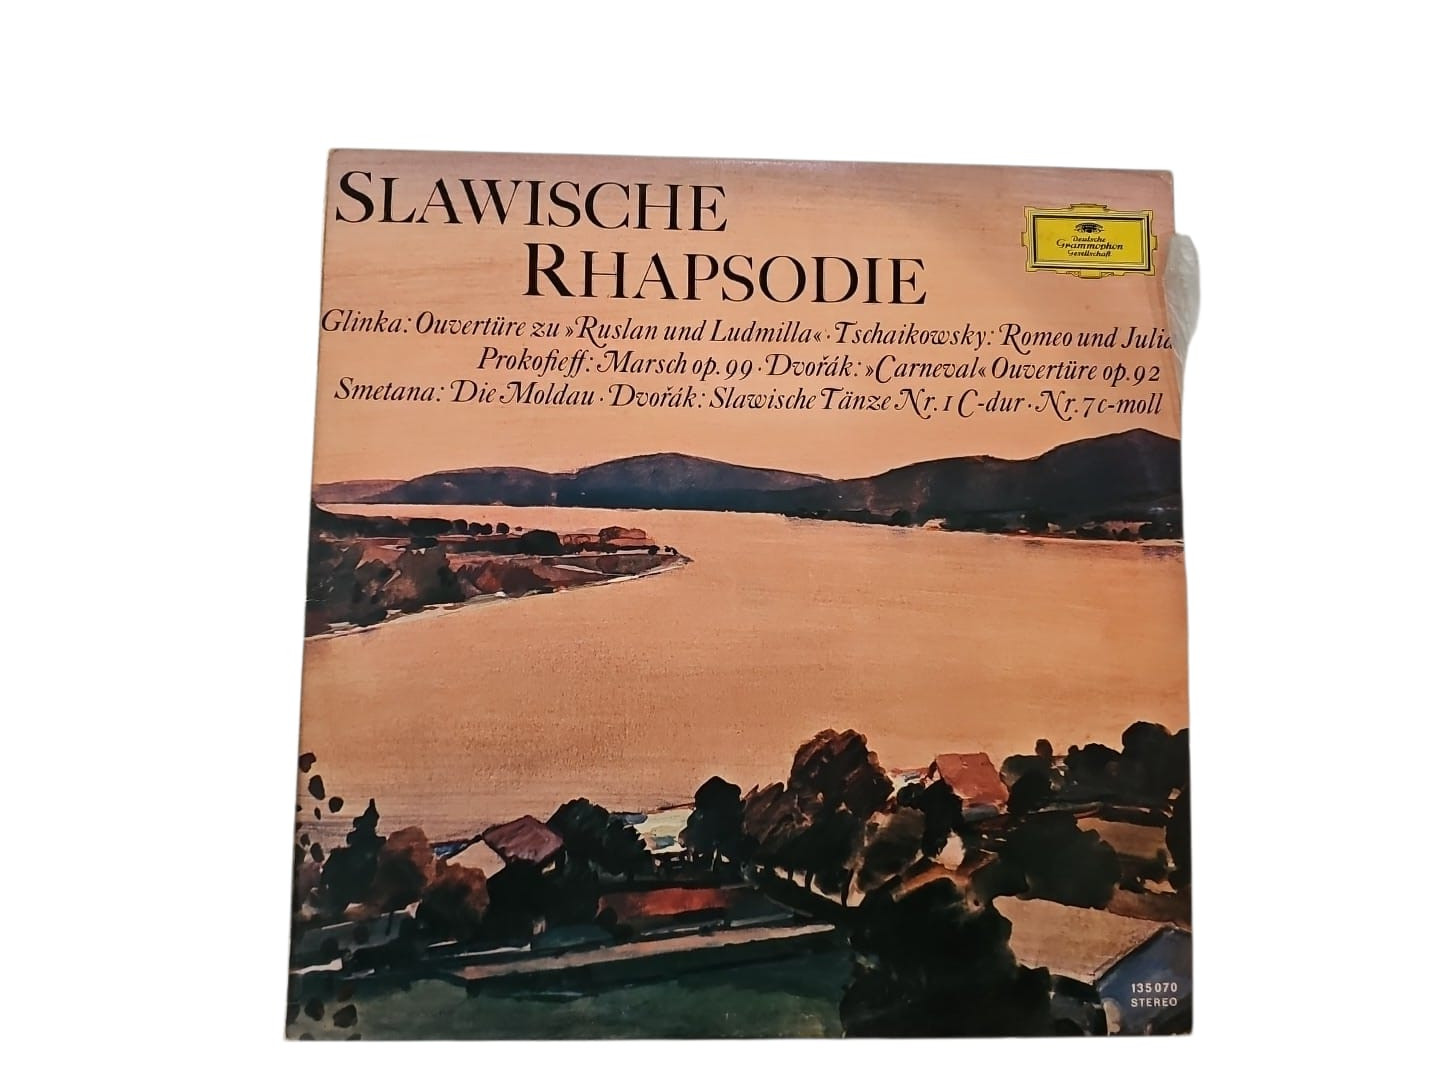 SLAWISCHE
RHAPSODIE
Deutsche
Grammophon
Gesellschaft
Glinka: Ouvertüre zu »Ruslan und Ludmilla« · Tschaikowsky: Romeo und Julia
Prokofieff: Marsch op. 99 · Dvořák: »Carneval« Ouvertüre op. 92
Smetana: Die Moldau · Dvořák: Slawische Tänze Nr. 1 C-dur · Nr. 7 c-moll
135 070
STEREO